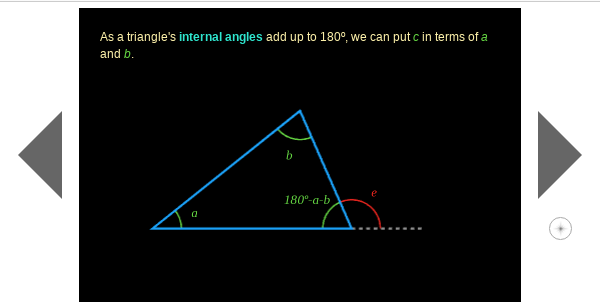 As a triangle's internal angles add up to 180º, we can put c in terms of a
and b.
b
180º-a-b
e
a